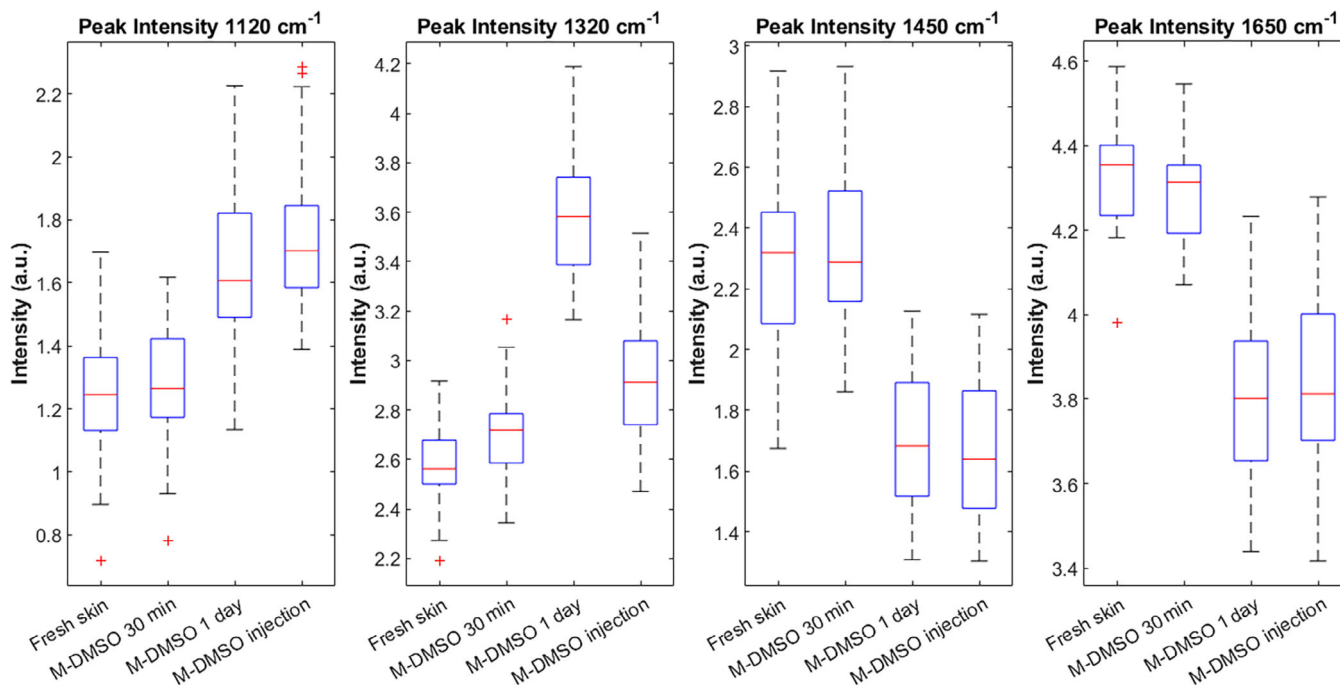 Peak Intensity 1120 cm-1
Intensity (a.u.)
2.2
2
1.8
1.6
1.4
1.2
1
0.8
Fresh skin
M-DMSO 30 min
M-DMSO 1 day
M-DMSO injection
Peak Intensity 1320 cm-1
Intensity (a.u.)
4.2
4
3.8
3.6
3.4
3.2
3
2.8
2.6
2.4
2.2
Fresh skin
M-DMSO 30 min
M-DMSO 1 day
M-DMSO injection
Peak Intensity 1450 cm-1
Intensity (a.u.)
3
2.8
2.6
2.4
2.2
2
1.8
1.6
1.4
Fresh skin
M-DMSO 30 min
M-DMSO 1 day
M-DMSO injection
Peak Intensity 1650 cm-1
Intensity (a.u.)
4.6
4.4
4.2
4
3.8
3.6
3.4
Fresh skin
M-DMSO 30 min
M-DMSO 1 day
M-DMSO injection